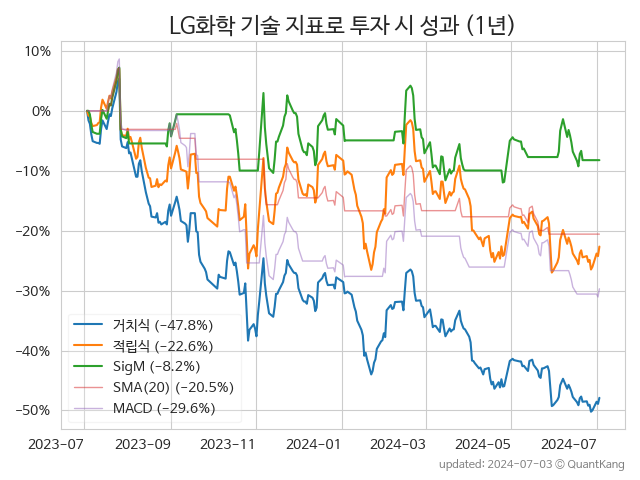 LG화학 기술 지표로 투자 시 성과 (1년)
10%
0%
−10%
−20%
−30%
−40%
−50%
거치식 (−47.8%)
적립식 (−22.6%)
SigM (−8.2%)
SMA(20) (−20.5%)
MACD (−29.6%)
2023-07
2023-09
2023-11
2024-01
2024-03
2024-05
2024-07
updated: 2024-07-03 © QuantKang